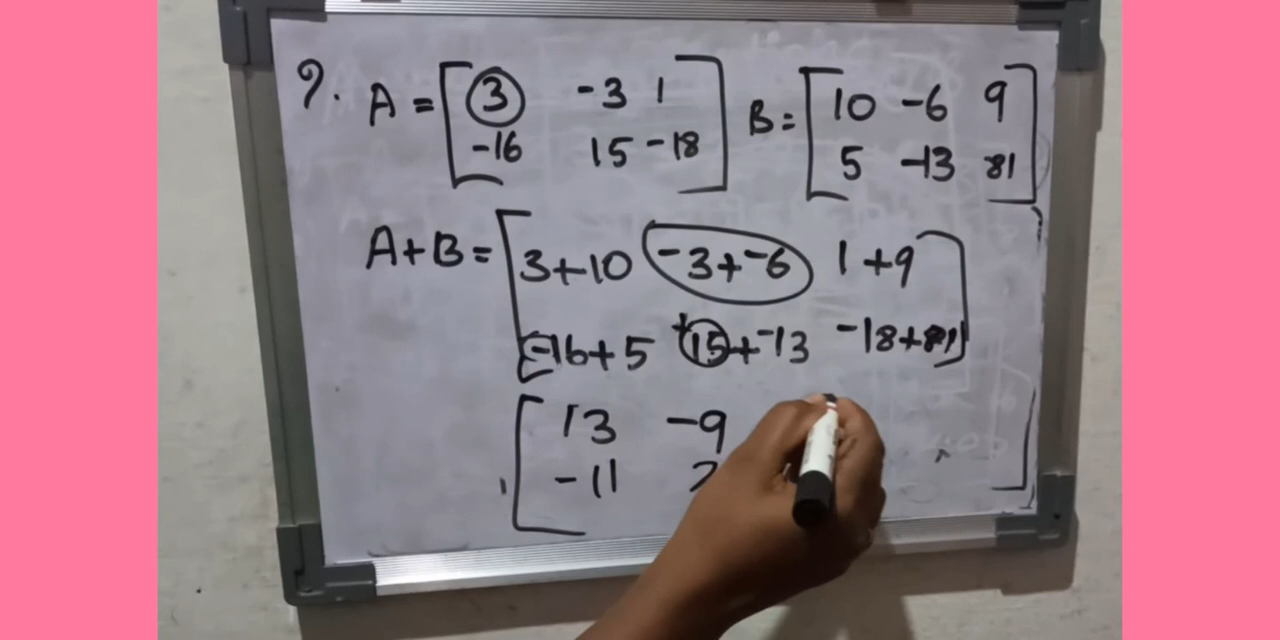 9. A = [ 3 -3 1 ] B = [ 10 -6 9 ]
-16 15 -18 5 -13 81
A+B = [ 3+10 -3+-6 1+9 ]
-16+5 +15+-13 -18+81
[ 13 -9 ]
-11 2